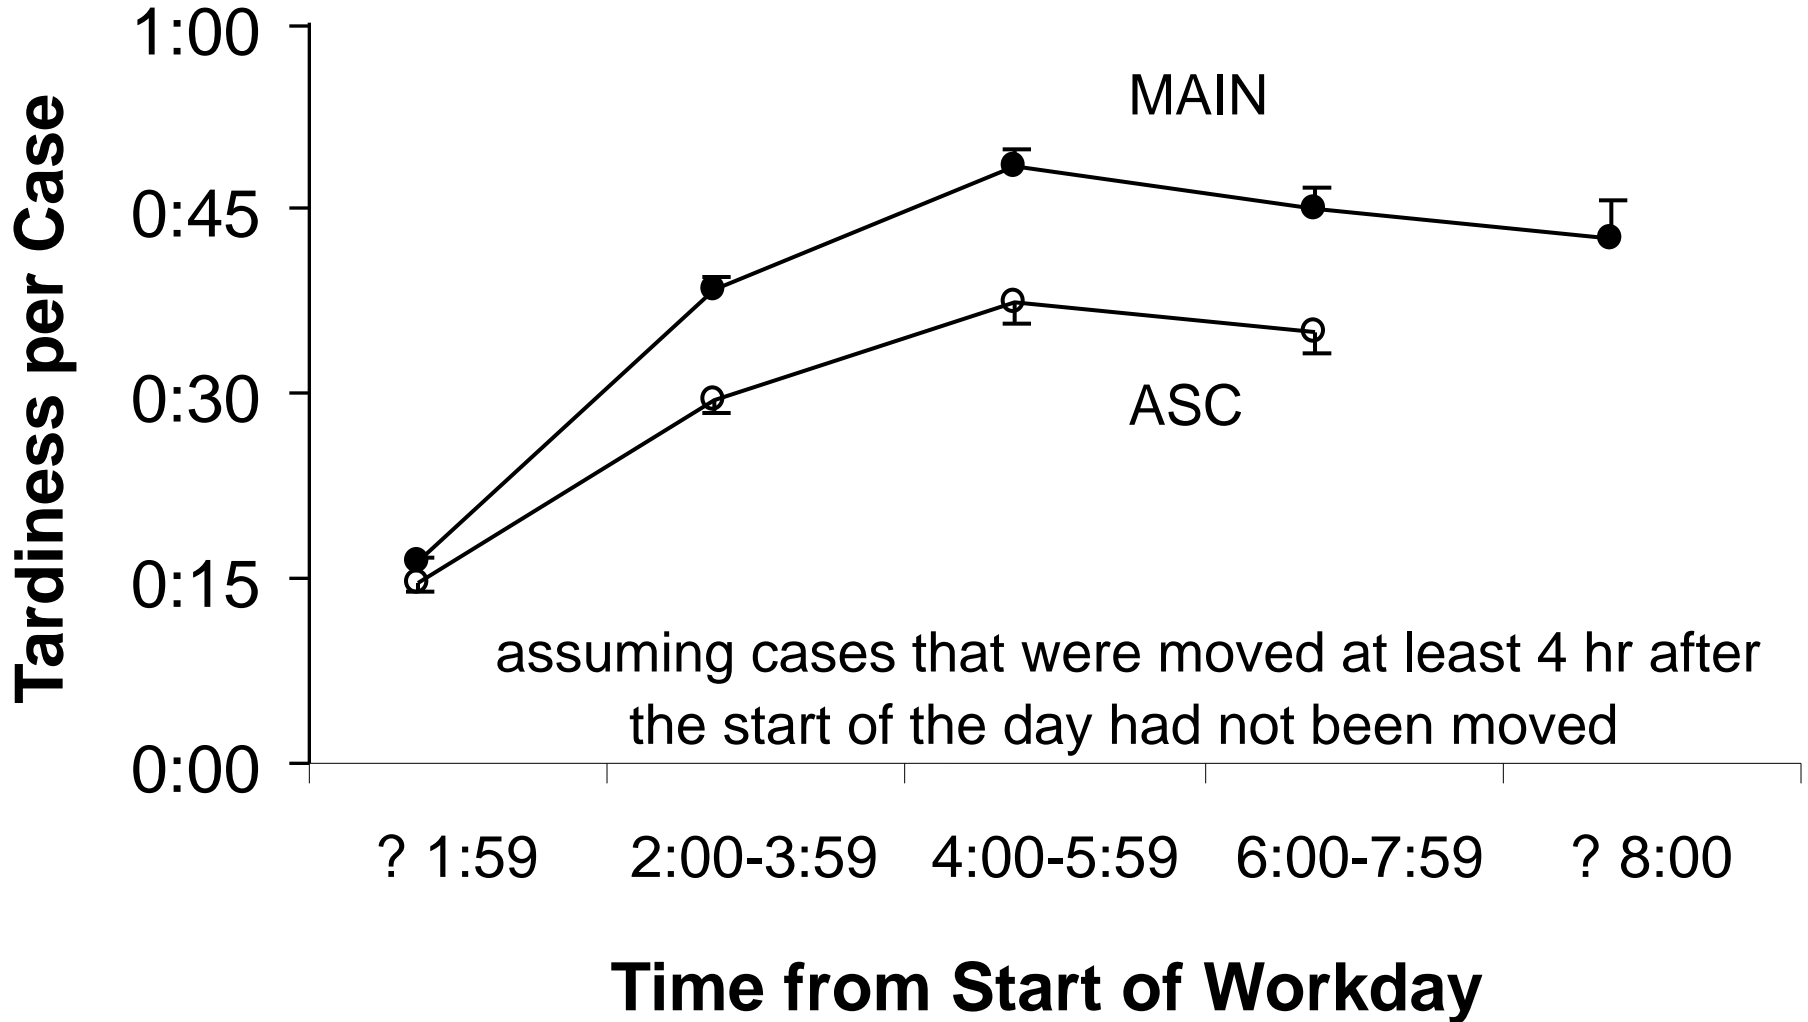 Tardiness per Case
1:00
0:45
0:30
0:15
0:00
MAIN
ASC
assuming cases that were moved at least 4 hr after
the start of the day had not been moved
? 1:59 2:00-3:59 4:00-5:59 6:00-7:59 ? 8:00
Time from Start of Workday